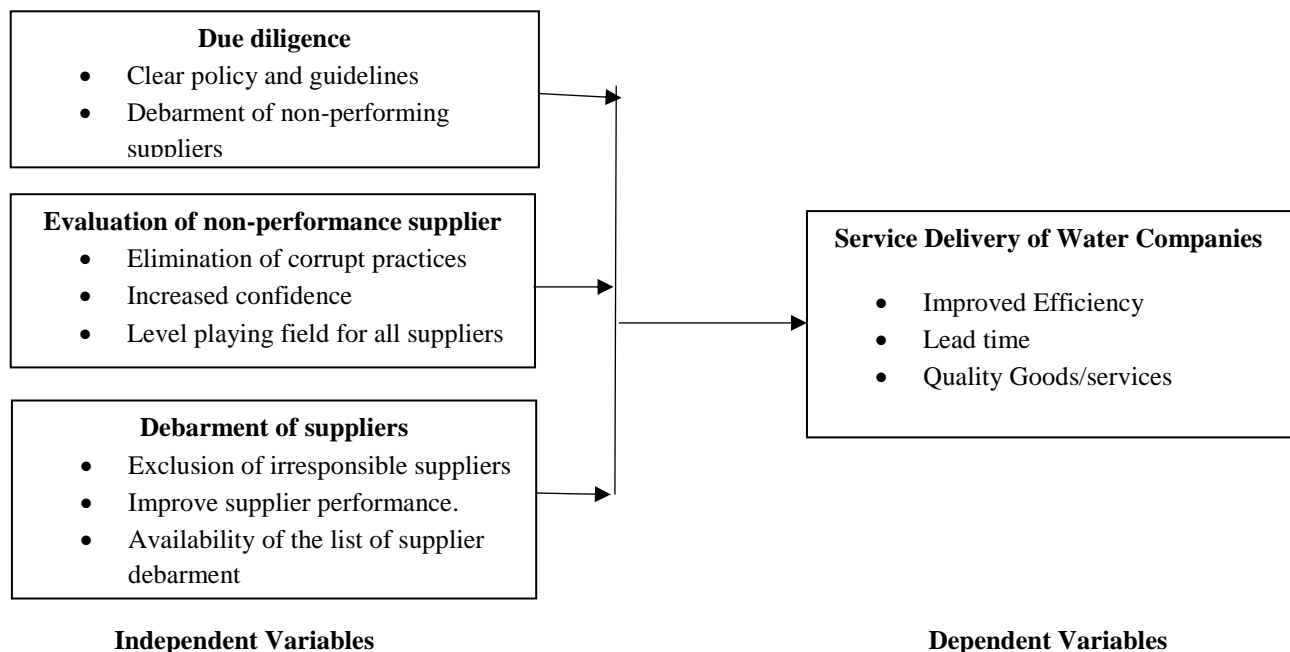 Due diligence
• Clear policy and guidelines
• Debarment of non-performing
suppliers
Evaluation of non-performance supplier
• Elimination of corrupt practices
• Increased confidence
• Level playing field for all suppliers
Debarment of suppliers
• Exclusion of irresponsible suppliers
• Improve supplier performance.
• Availability of the list of supplier
debarment
Independent Variables
Service Delivery of Water Companies
• Improved Efficiency
• Lead time
• Quality Goods/services
Dependent Variables